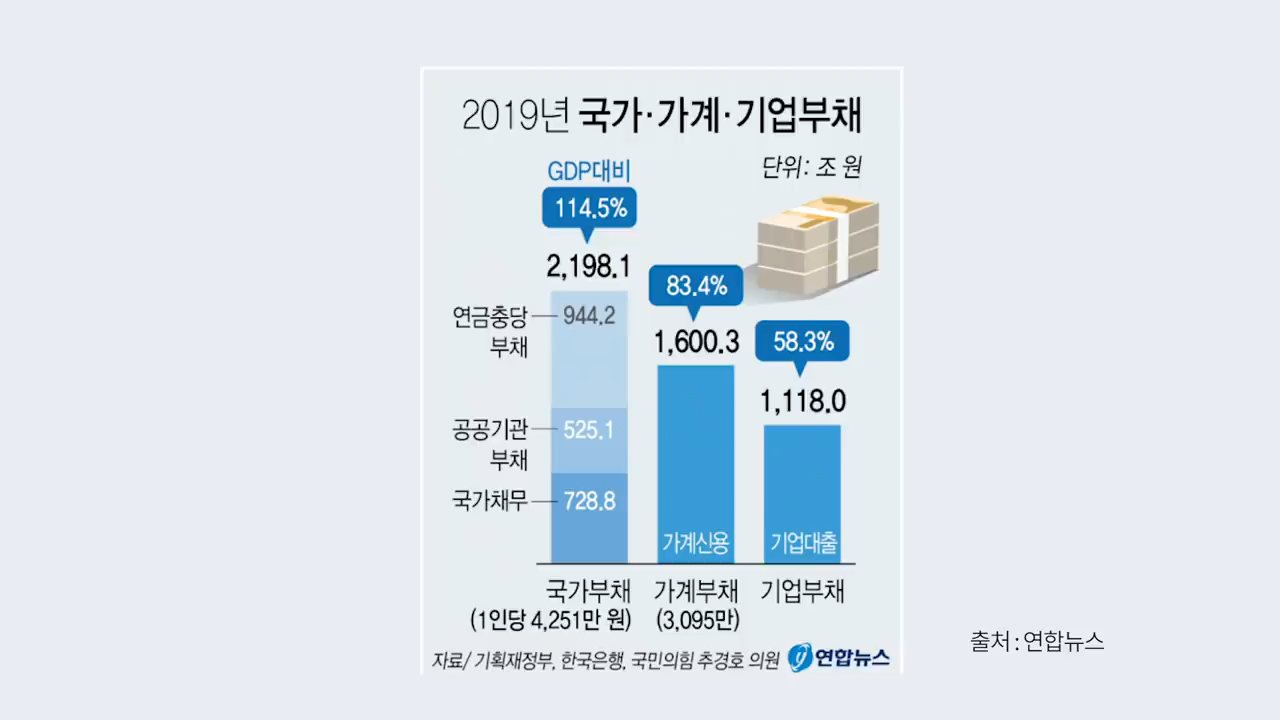 2019년 국가·가계·기업부채
단위: 조 원
GDP대비
114.5%
2,198.1
83.4%
1,600.3
58.3%
1,118.0
연금충당
부채
944.2
공공기관
부채
525.1
국가채무
728.8
가계신용
기업대출
국가부채
(1인당 4,251만 원)
가계부채
(3,095만)
기업부채
자료/ 기획재정부, 한국은행, 국민의힘 추경호 의원
y 연합뉴스
출처 : 연합뉴스